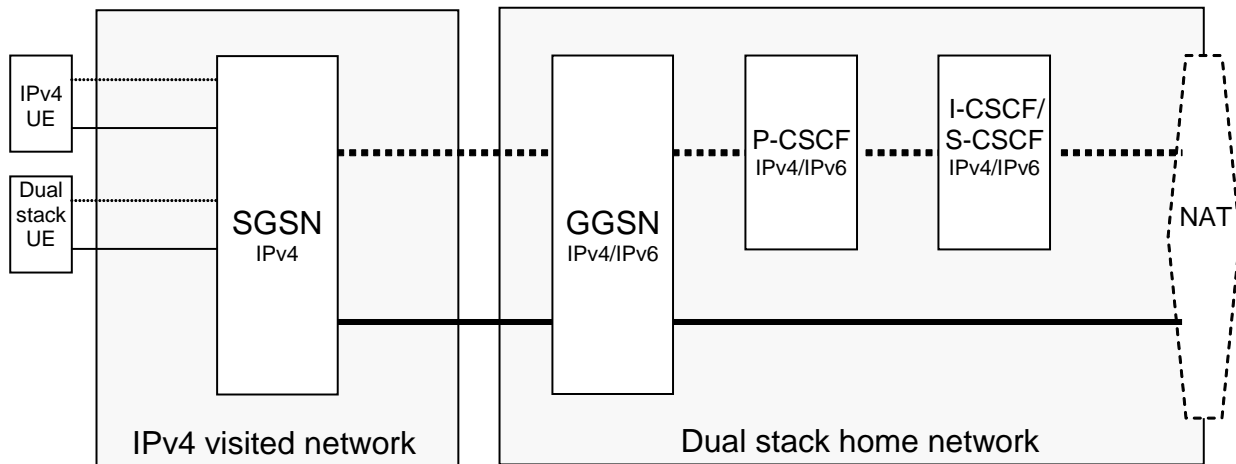 IPv4
UE
Dual
stack
UE
SGSN
IPv4
GGSN
IPv4/IPv6
P-CSCF
IPv4/IPv6
I-CSCF/
S-CSCF
IPv4/IPv6
NAT
IPv4 visited network
Dual stack home network